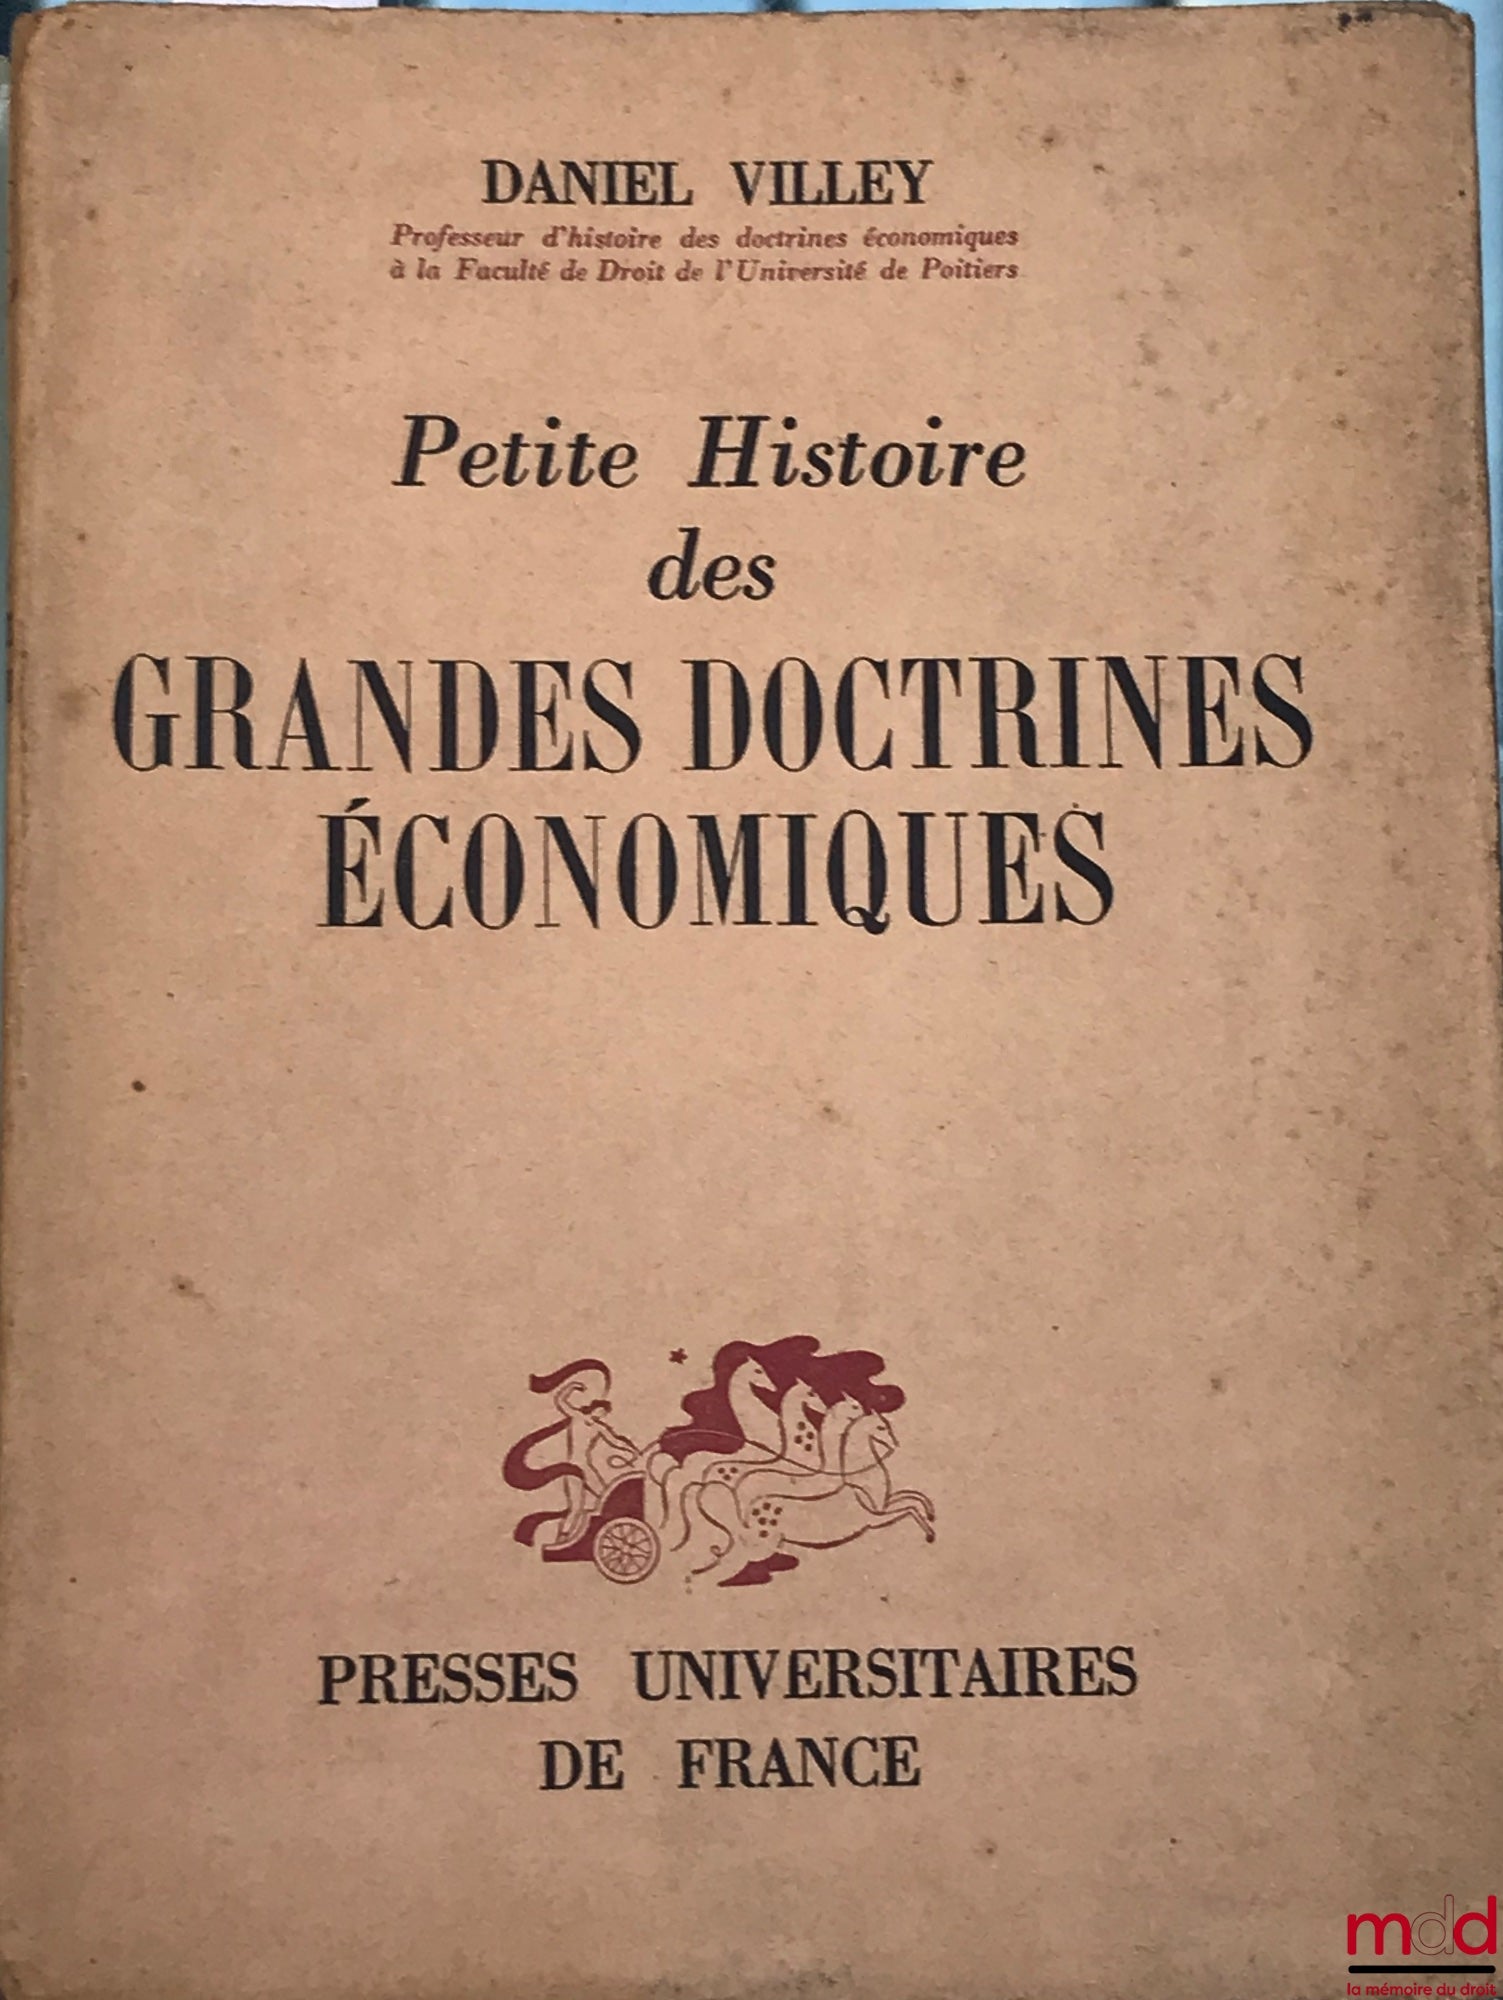 DANIEL VILLEY
Professeur d'histoire des doctrines économiques
à la Faculté de Droit de l'Université de Poitiers
Petite Histoire
des
GRANDES DOCTRINES
ÉCONOMIQUES
PRESSES UNIVERSITAIRES
DE FRANCE
mdd
la mémoire du droit